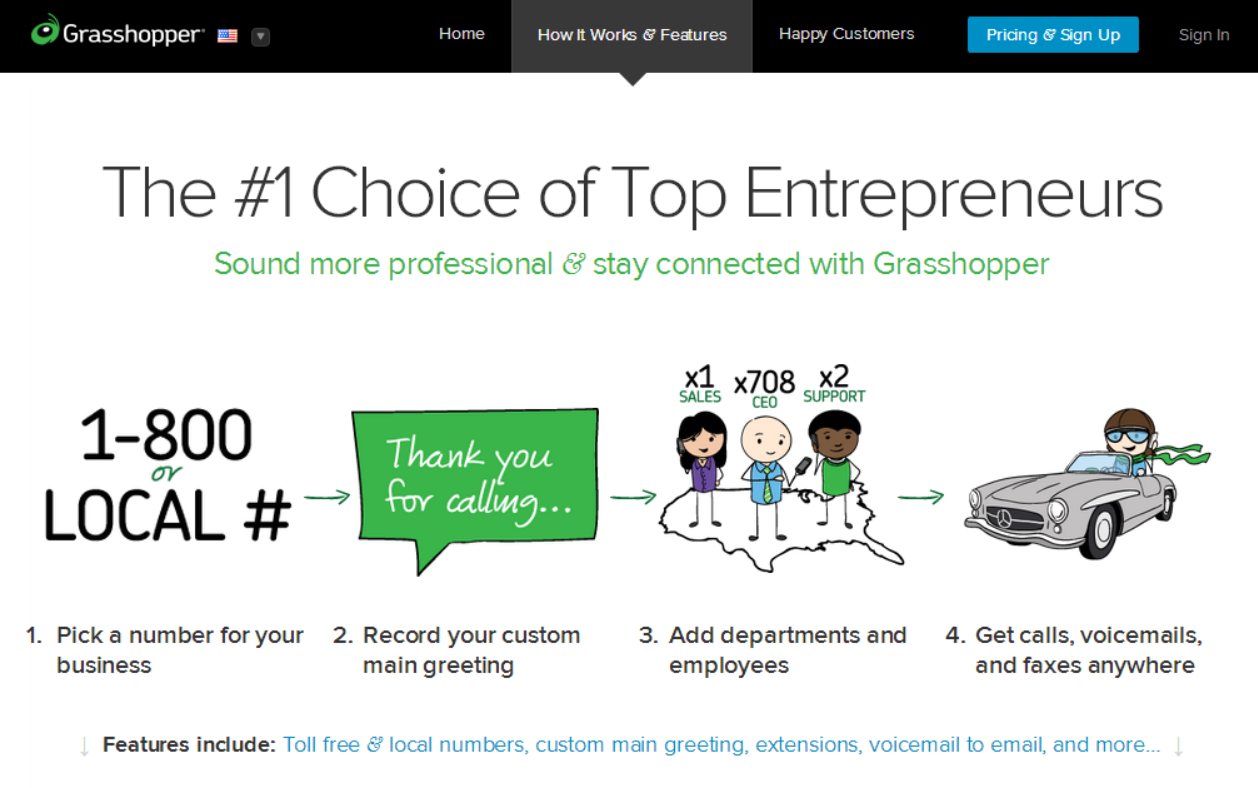 Grasshopper
Home
How It Works & Features
Happy Customers
Pricing & Sign Up
Sign In
The #1 Choice of Top Entrepreneurs
Sound more professional & stay connected with Grasshopper
1-800
or
LOCAL #
Thank you
for calling...
x1
SALES
x708
CEO
x2
SUPPORT
1. Pick a number for your
business
2. Record your custom
main greeting
3. Add departments and
employees
4. Get calls, voicemails,
and faxes anywhere
↓ Features include: Toll free & local numbers, custom main greeting, extensions, voicemail to email, and more... ↓